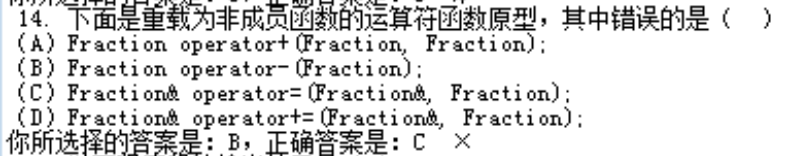 14. 下面是重载为非成员函数的运算符函数原型，其中错误的是（　）
(A) Fraction operator+(Fraction, Fraction);
(B) Fraction operator-(Fraction);
(C) Fraction& operator=(Fraction&, Fraction);
(D) Fraction& operator+=(Fraction&, Fraction);
你所选择的答案是：B，正确答案是：C ×